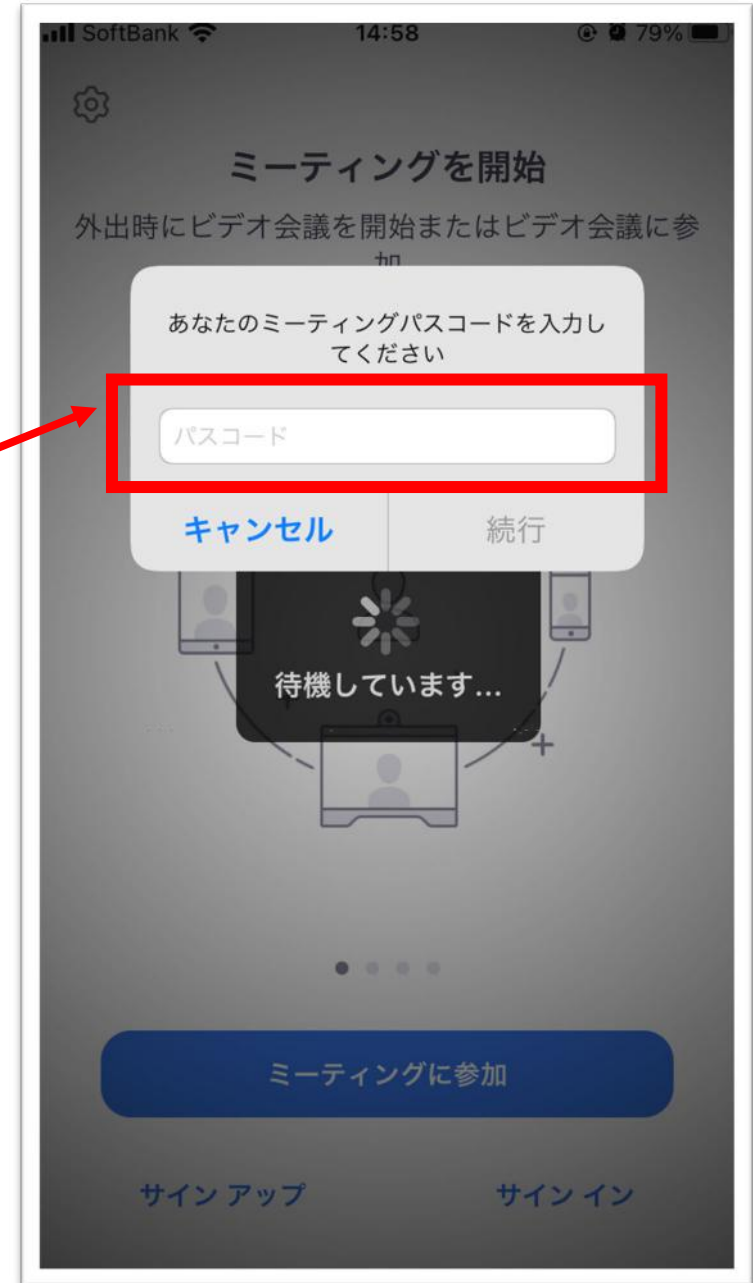 SoftBank 14:58 79%
ミーティングを開始
外出時にビデオ会議を開始またはビデオ会議に参
加
あなたのミーティングパスコードを入力し
てください
パスコード
キャンセル 続行
待機しています...
ミーティングに参加
サイン アップ サイン イン